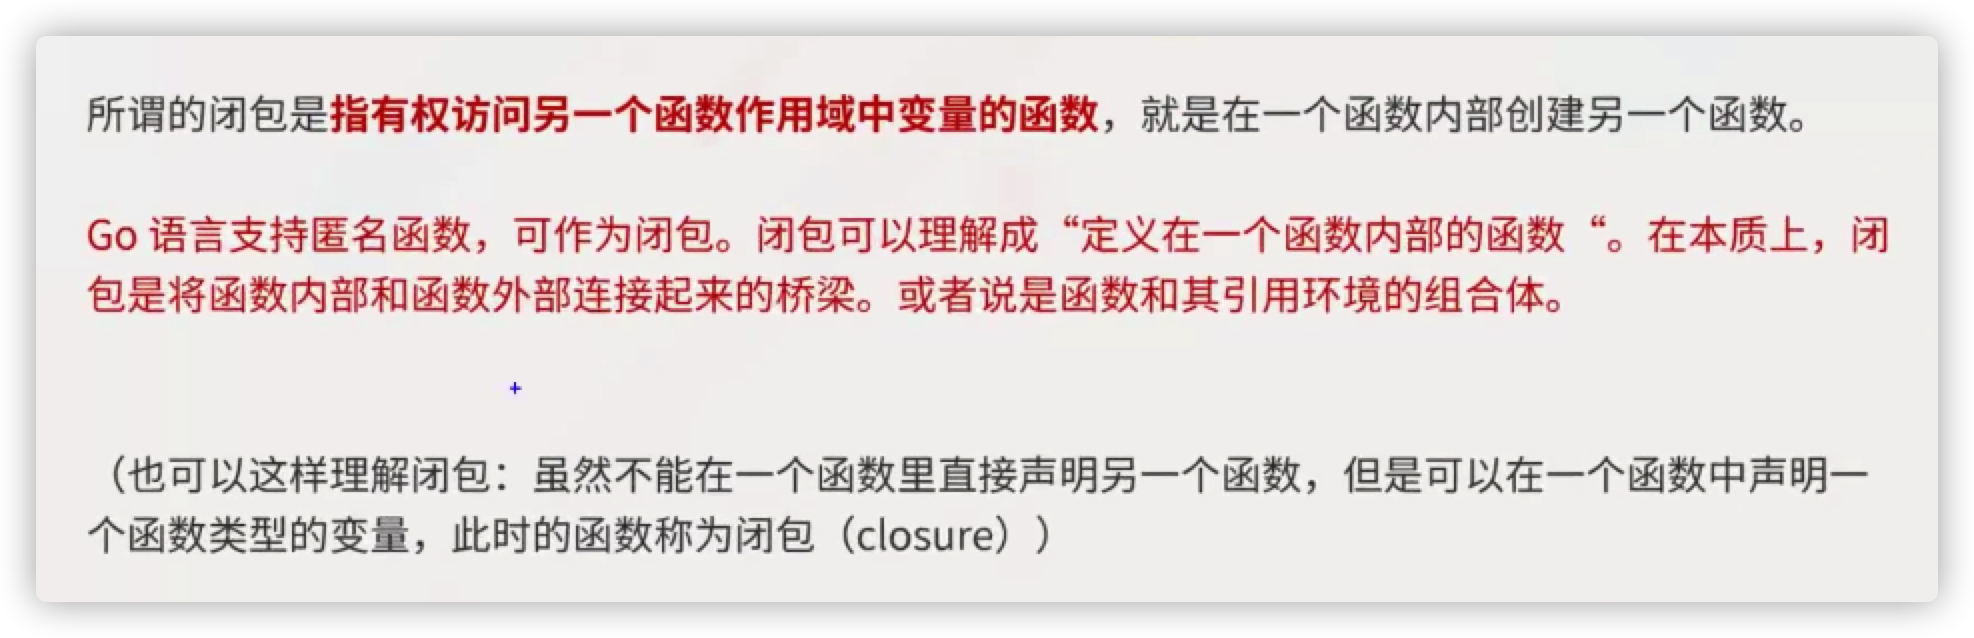 所谓的闭包是指有权访问另一个函数作用域中变量的函数，就是在一个函数内部创建另一个函数。
Go 语言支持匿名函数，可作为闭包。闭包可以理解成“定义在一个函数内部的函数“。在本质上，闭
包是将函数内部和函数外部连接起来的桥梁。或者说是函数和其引用环境的组合体。
（也可以这样理解闭包：虽然不能在一个函数里直接声明另一个函数，但是可以在一个函数中声明一
个函数类型的变量，此时的函数称为闭包（closure））